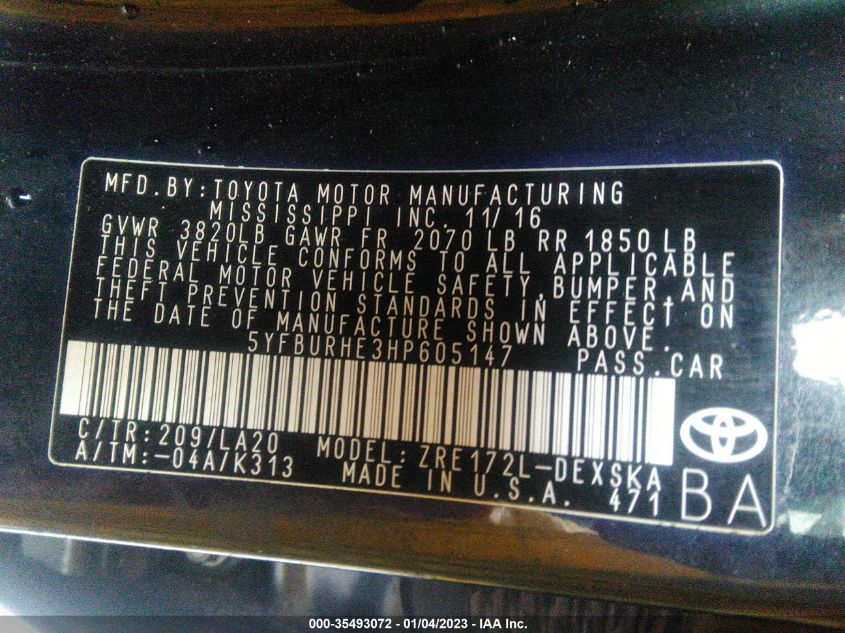 MFD.BY:TOYOTA MOTOR MANUFACTURING
MISSISSIPPI INC. 11/16
GVWR 3820LB GAWR FR 2070 LB RR 1850 LB
THIS VEHICLE CONFORMS TO ALL APPLICABLE
FEDERAL MOTOR VEHICLE SAFETY,BUMPER,AND
THEFT PREVENTION STANDARDS IN EFFECT ON
THE DATE OF MANUFACTURE SHOWN ABOVE.
5YFBURHE3HP605147 PASS.CAR
C/TR:209/LA20 MODEL:ZRE172L-DEXSKA
A/TM:-04A/K313 MADE IN U.S.A. 471
BA
000-35493072 - 01/04/2023 - IAA Inc.